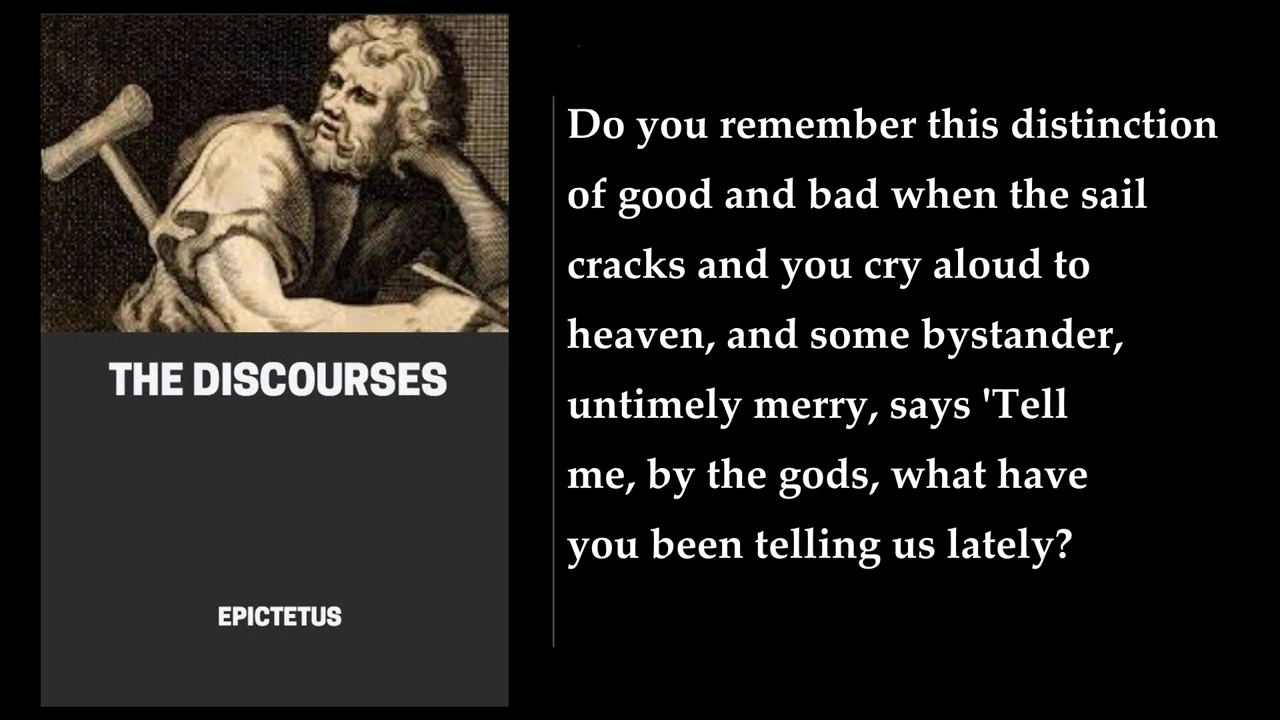 THE DISCOURSES
EPICTETUS
Do you remember this distinction
of good and bad when the sail
cracks and you cry aloud to
heaven, and some bystander,
untimely merry, says 'Tell
me, by the gods, what have
you been telling us lately?